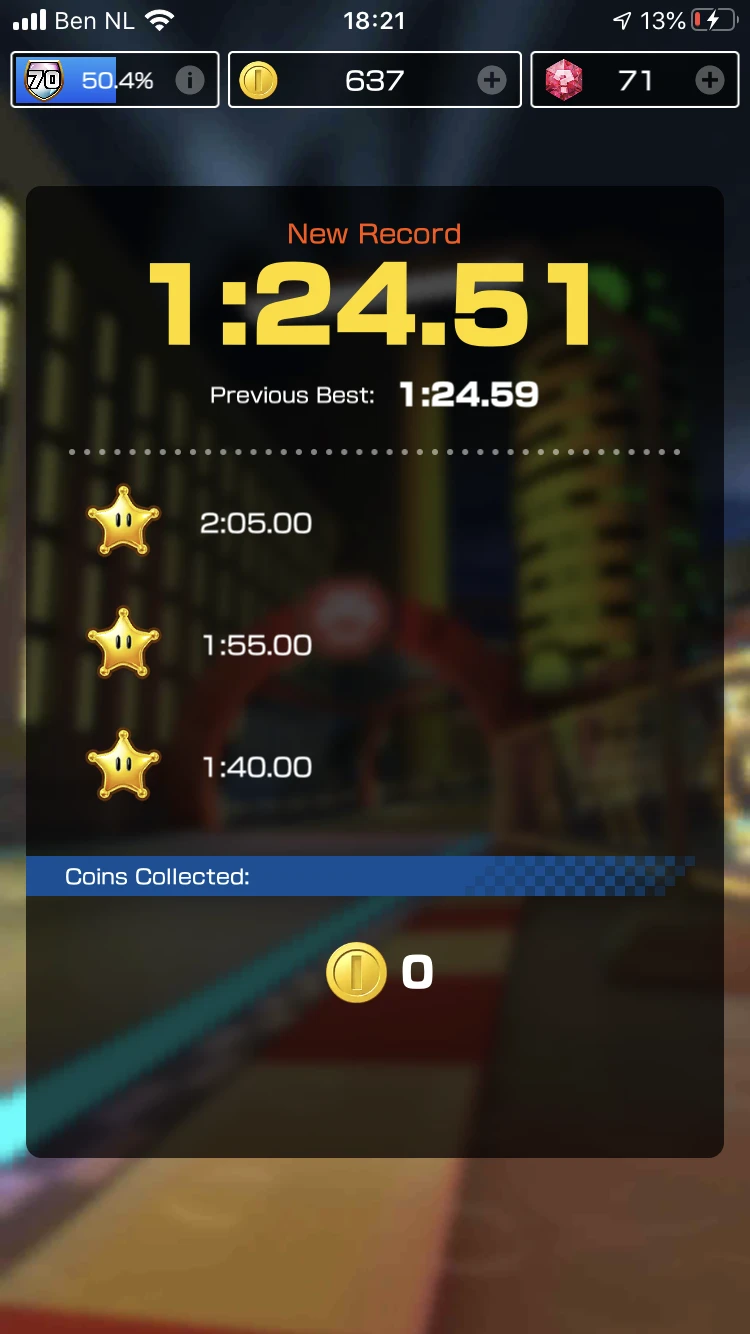 Ben NL 18:21 13%
70 50.4% i 637 + ? 71 +
New Record
1:24.51
Previous Best: 1:24.59
2:05.00
1:55.00
1:40.00
Coins Collected:
0